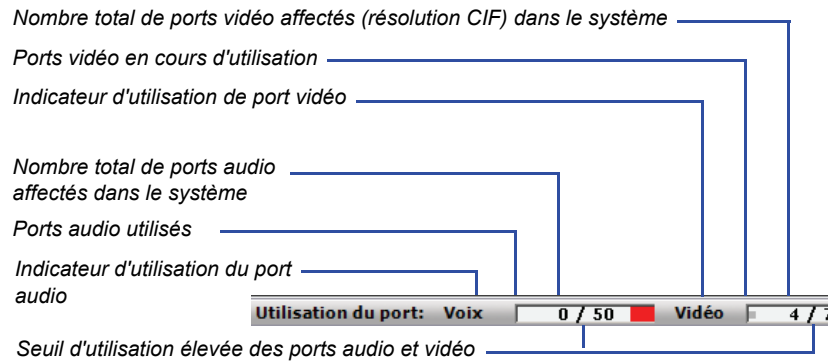 Nombre total de ports vidéo affectés (résolution CIF) dans le système
Ports vidéo en cours d'utilisation
Indicateur d'utilisation de port vidéo
Nombre total de ports audio
affectés dans le système
Ports audio utilisés
Indicateur d'utilisation du port
audio
Utilisation du port: Voix 0 / 50 Vidéo 4 / 7
Seuil d'utilisation élevée des ports audio et vidéo